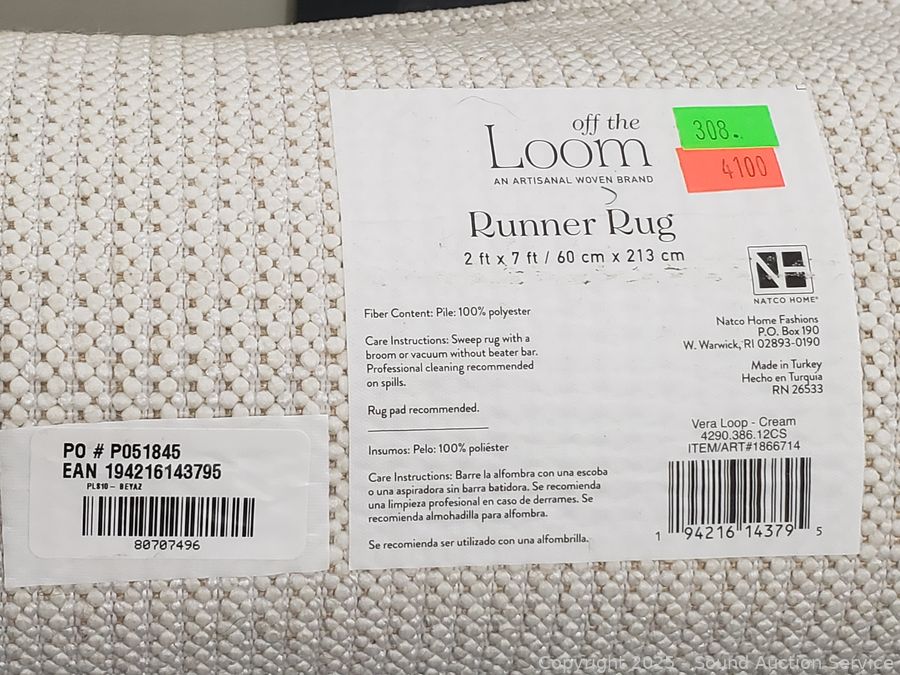 off the
Loom
AN ARTISANAL WOVEN BRAND
308.
4100
Runner Rug
2 ft x 7 ft / 60 cm x 213 cm
NATCO HOME®
Natco Home Fashions
P.O. Box 190
W. Warwick, RI 02893-0190
Made in Turkey
Hecho en Turquia
RN 26533
Fiber Content: Pile: 100% polyester
Care Instructions: Sweep rug with a
broom or vacuum without beater bar.
Professional cleaning recommended
on spills.
Rug pad recommended.
Insumos: Pelo: 100% poliéster
Care Instructions: Barre la alfombra con una escoba
o una aspiradora sin barra batidora. Se recomienda
una limpieza profesional en caso de derrames. Se
recomienda almohadilla para alfombra.
Se recomienda ser utilizado con una alfombrilla.
Vera Loop - Cream
4290.386.12CS
ITEM/ART#1866714
1 94216 14379 5
PO # P051845
EAN 194216143795
PL810 - BEYAZ
80707496
Copyright 2025 - Sound Auction Service